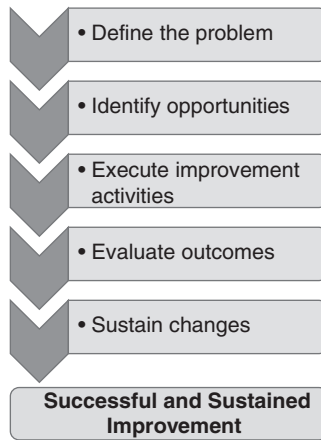 • Define the problem
• Identify opportunities
• Execute improvement
activities
• Evaluate outcomes
• Sustain changes
Successful and Sustained
Improvement